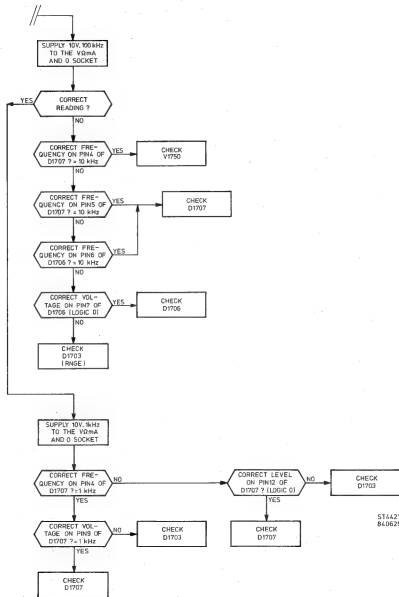 SUPPLY 10V,100kHz
TO THE VΩmA
AND 0 SOCKET
YES
CORRECT
READING ?
NO
CORRECT FRE-
QUENCY ON PIN4 OF
D1707 ? = 10 kHz
YES
CHECK
V1750
NO
CORRECT FRE-
QUENCY ON PIN5 OF
D1707 ? = 10 kHz
YES
CHECK
D1707
NO
CORRECT FRE-
QUENCY ON PIN6 OF
D1706 ? = 10 kHz
YES
NO
CORRECT VOL-
TAGE ON PIN7 OF
D1706 (LOGIC 0)
YES
CHECK
D1706
NO
CHECK
D1703
(RNGE)
SUPPLY 10V,1kHz
TO THE VΩmA
AND 0 SOCKET
CORRECT FRE-
QUENCY ON PIN4 OF
D1707 ?=1 kHz
NO
CORRECT LEVEL
ON PIN12 OF
D1707 ? (LOGIC 0)
NO
CHECK
D1703
YES
YES
CORRECT VOL-
TAGE ON PIN9 OF
D1707 ?=1 kHz
NO
CHECK
D1703
CHECK
D1707
YES
CHECK
D1707
ST4421
840629